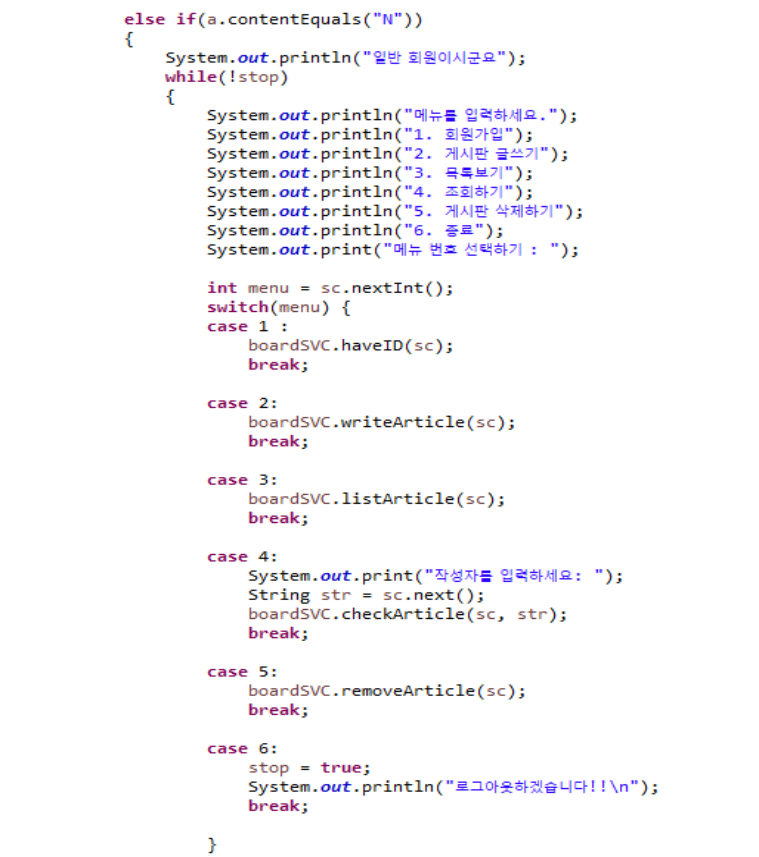 else if(a.contentEquals("N"))
{
System.out.println("일반 회원이시군요");
while(!stop)
{
System.out.println("메뉴를 입력하세요.");
System.out.println("1. 회원가입");
System.out.println("2. 게시판 글쓰기");
System.out.println("3. 목록보기");
System.out.println("4. 조회하기");
System.out.println("5. 게시판 삭제하기");
System.out.println("6. 종료");
System.out.print("메뉴 번호 선택하기 : ");
int menu = sc.nextInt();
switch(menu) {
case 1 :
boardSVC.haveID(sc);
break;
case 2:
boardSVC.writeArticle(sc);
break;
case 3:
boardSVC.listArticle(sc);
break;
case 4:
System.out.print("작성자를 입력하세요: ");
String str = sc.next();
boardSVC.checkArticle(sc, str);
break;
case 5:
boardSVC.removeArticle(sc);
break;
case 6:
stop = true;
System.out.println("로그아웃하겠습니다!!\n");
break;
}